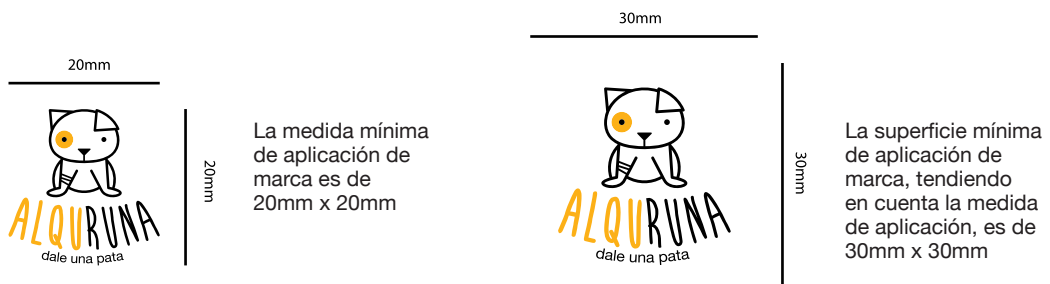 20mm
20mm
ALQURUNA
dale una pata
La medida mínima
de aplicación de
marca es de
20mm x 20mm
30mm
30mm
ALQURUNA
dale una pata
La superficie mínima
de aplicación de
marca, tendiendo
en cuenta la medida
de aplicación, es de
30mm x 30mm